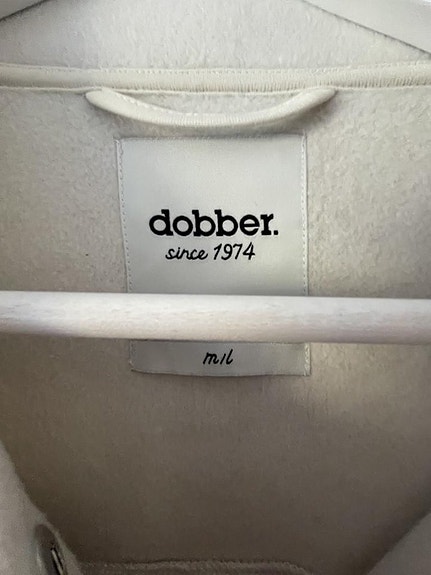 dobber.
since 1974
m/l